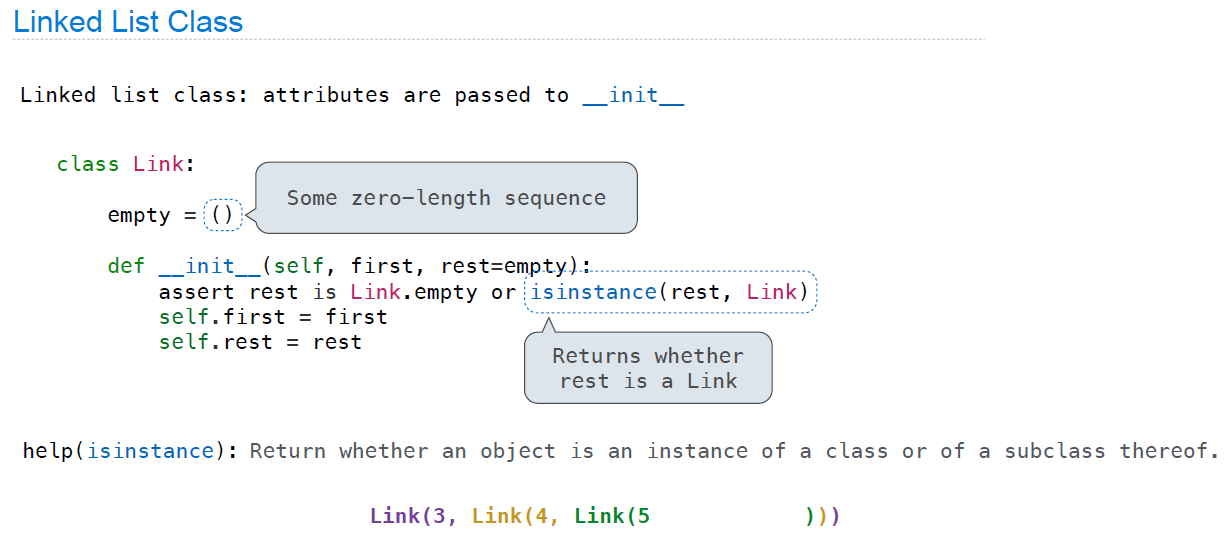 Linked List Class
Linked list class: attributes are passed to __init__
class Link:
Some zero-length sequence
empty = ()
def __init__(self, first, rest=empty):
assert rest is Link.empty or isinstance(rest, Link)
self.first = first
self.rest = rest
Returns whether
rest is a Link
help(isinstance): Return whether an object is an instance of a class or of a subclass thereof.
Link(3, Link(4, Link(5 )))